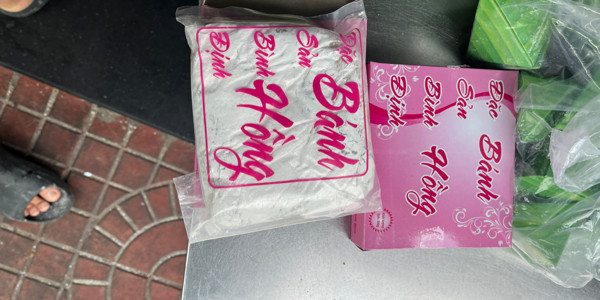 Đặc
Sản
Bình
Định
Bánh
Hồng
Đặc
Sản
Bình
Định
Bánh
Hồng